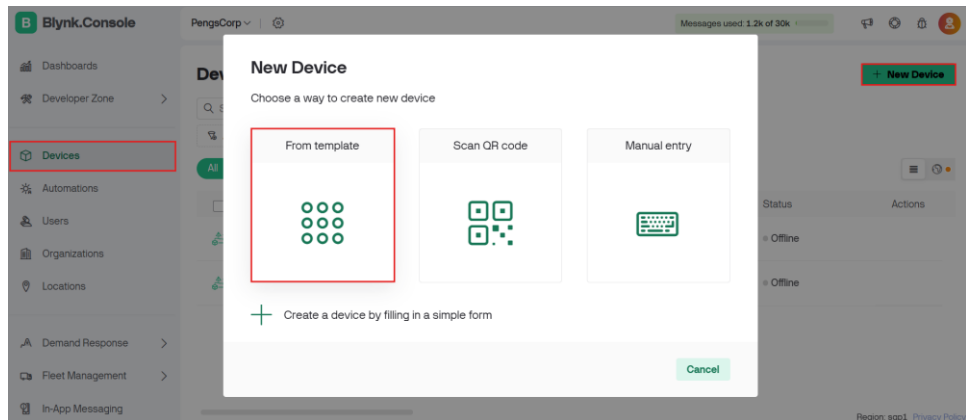 B Blynk.Console
PengsCorp
Messages used: 1.2k of 30k
Dashboards
Developer Zone
Devices
Automations
Users
Organizations
Locations
Demand Response
Fleet Management
In-App Messaging
Dev
+ New Device
All
Status Actions
Offline
Offline
New Device
Choose a way to create new device
From template
Scan QR code
Manual entry
Create a device by filling in a simple form
Cancel
Region: sgp1 Privacy Policy